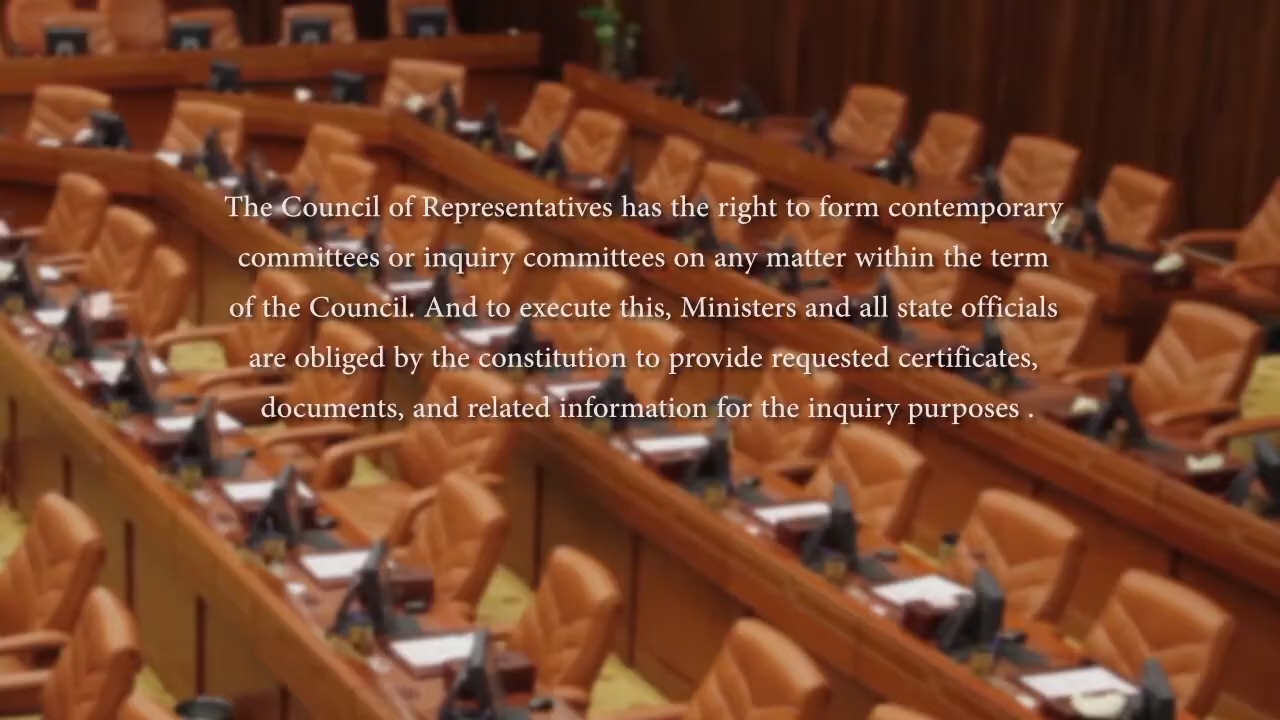 The Council of Representatives has the right to form contemporary
committees or inquiry committees on any matter within the term
of the Council. And to execute this, Ministers and all state officials
are obliged by the constitution to provide requested certificates,
documents, and related information for the inquiry purposes .